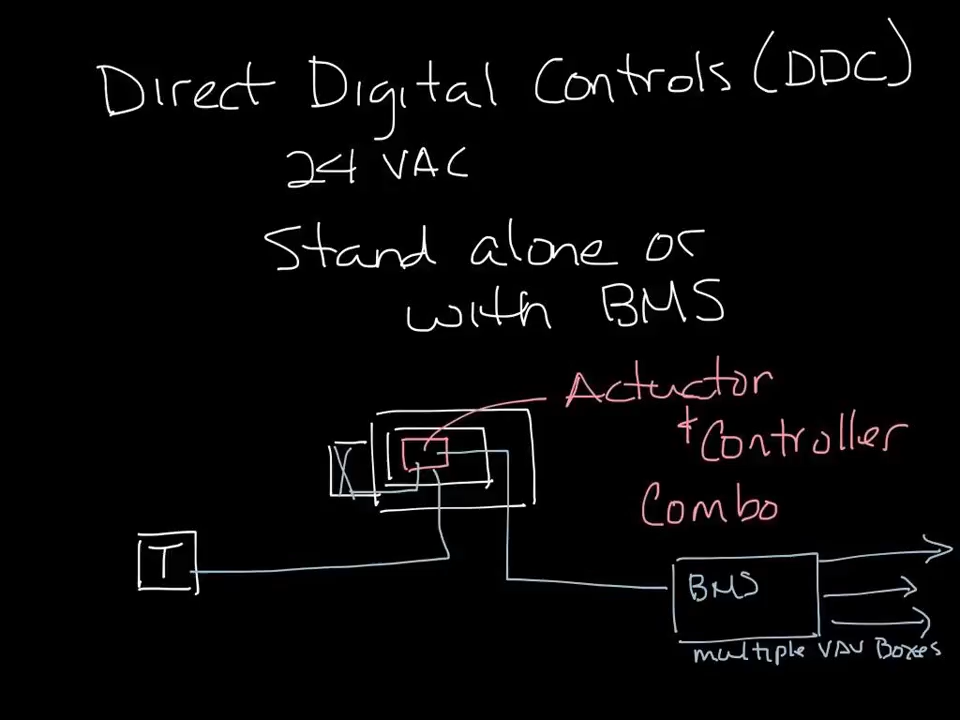 Direct Digital Controls (DDC)
24 VAC
Stand alone or
with BMS
Actuator
+ Controller
Combo
T
BMS
multiple VAV Boxes